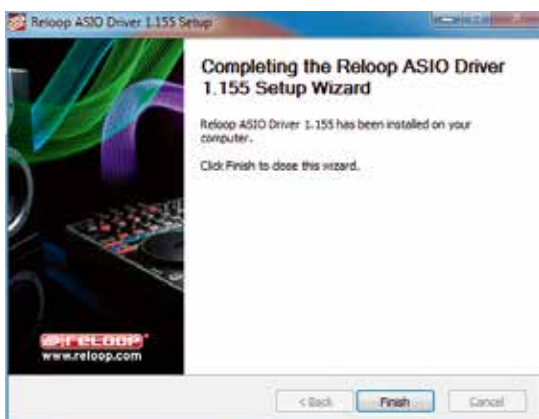 Reloop ASIO Driver 1.155 Setup
Completing the Reloop ASIO Driver
1.155 Setup Wizard
Reloop ASIO Driver 1.155 has been installed on your
computer.
Click Finish to close this wizard.
reloop
www.reloop.com
< Back
Finish
Cancel